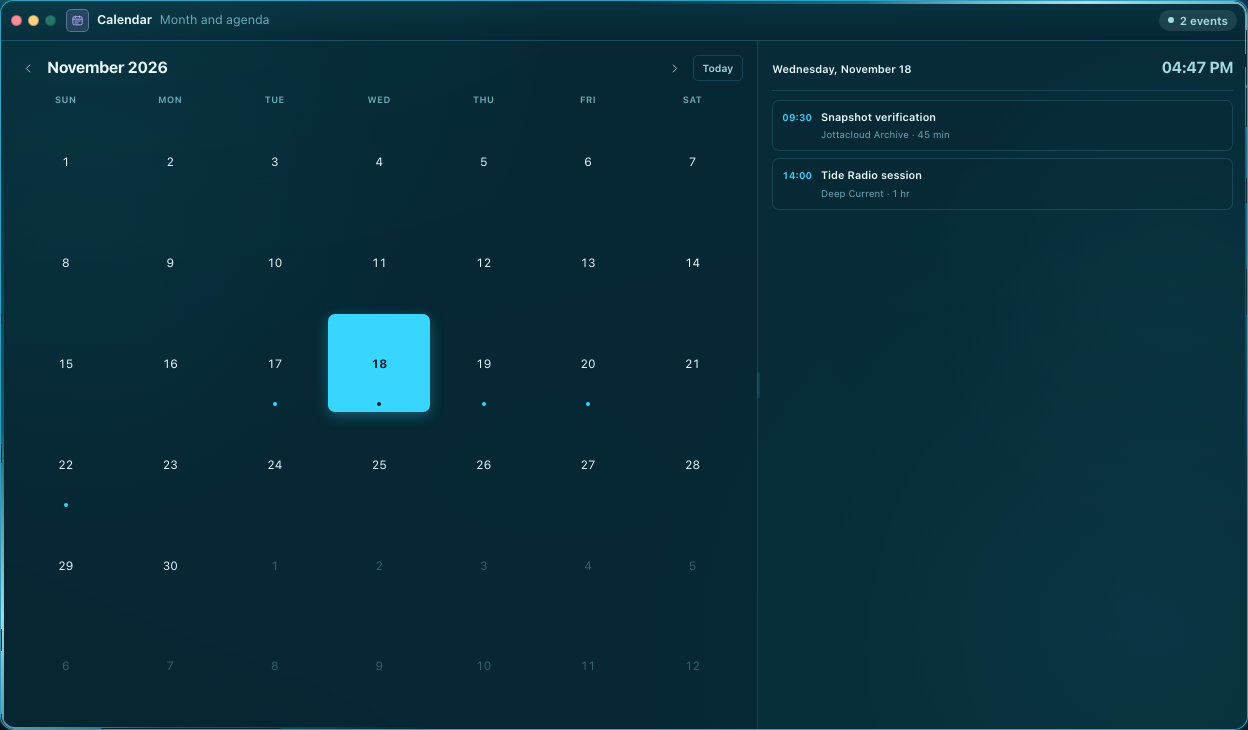 Calendar Month and agenda
2 events
November 2026
Today
SUN MON TUE WED THU FRI SAT
1 2 3 4 5 6 7
8 9 10 11 12 13 14
15 16 17 18 19 20 21
22 23 24 25 26 27 28
29 30 1 2 3 4 5
6 7 8 9 10 11 12
Wednesday, November 18
04:47 PM
09:30 Snapshot verification
Jottacloud Archive · 45 min
14:00 Tide Radio session
Deep Current · 1 hr